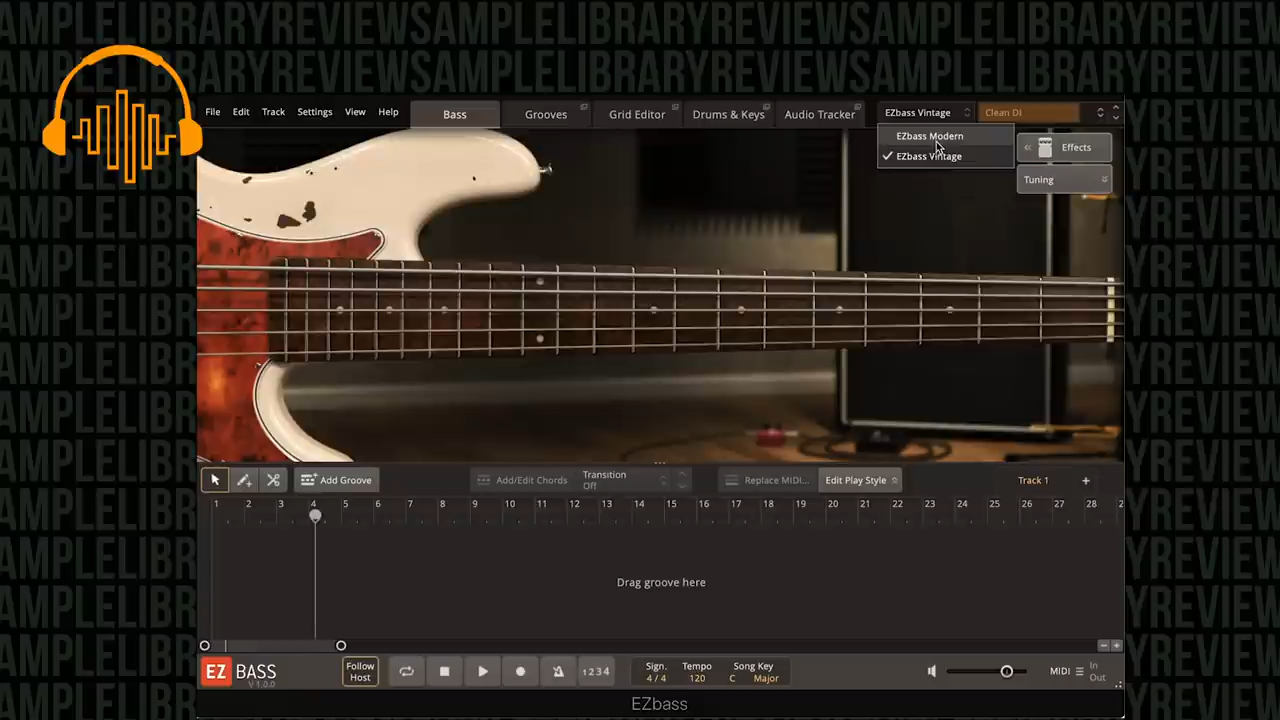 AMPLELIBRARYREVIEWSAMPLELIBRARYREVIEWSAMPLELIBRARYREVIEWS
File Edit Track Settings View Help Bass Grooves Grid Editor Drums & Keys Audio Tracker EZbass Vintage Clean DI
EZbass Modern
EZbass Vintage
Effects
Tuning
Add Groove Add/Edit Chords Transition Off Replace MIDI... Edit Play Style Track 1 +
1 2 3 4 5 6 7 8 9 10 11 12 13 14 15 16 17 18 19 20 21 22 23 24 25 26 27 28 2
Drag groove here
EZ BASS
V 1.0.0
Follow Host
1234
Sign. Tempo Song Key
4/4 120 C Major
MIDI In Out
EZbass